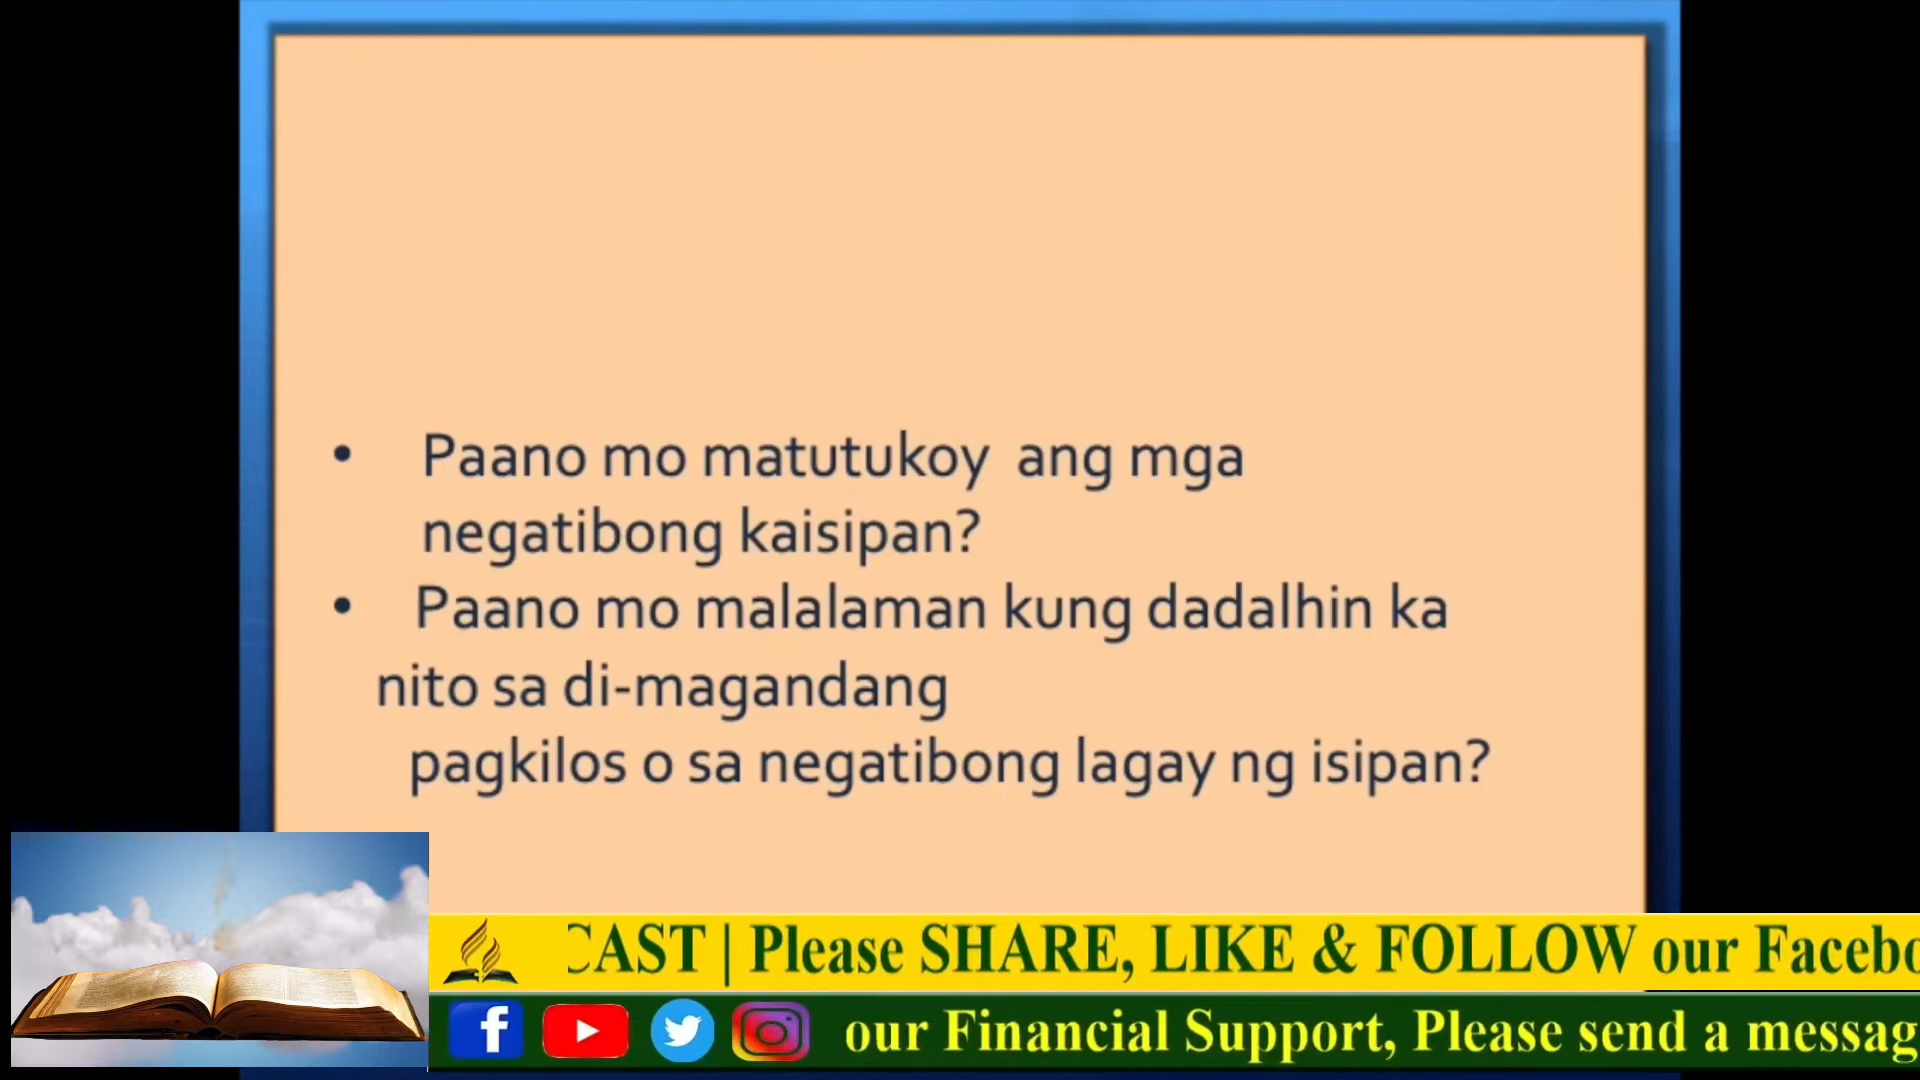 • Paano mo matutukoy ang mga
negatibong kaisipan?
• Paano mo malalaman kung dadalhin ka
nito sa di-magandang
pagkilos o sa negatibong lagay ng isipan?
CAST | Please SHARE, LIKE & FOLLOW our Facebo
our Financial Support, Please send a messag